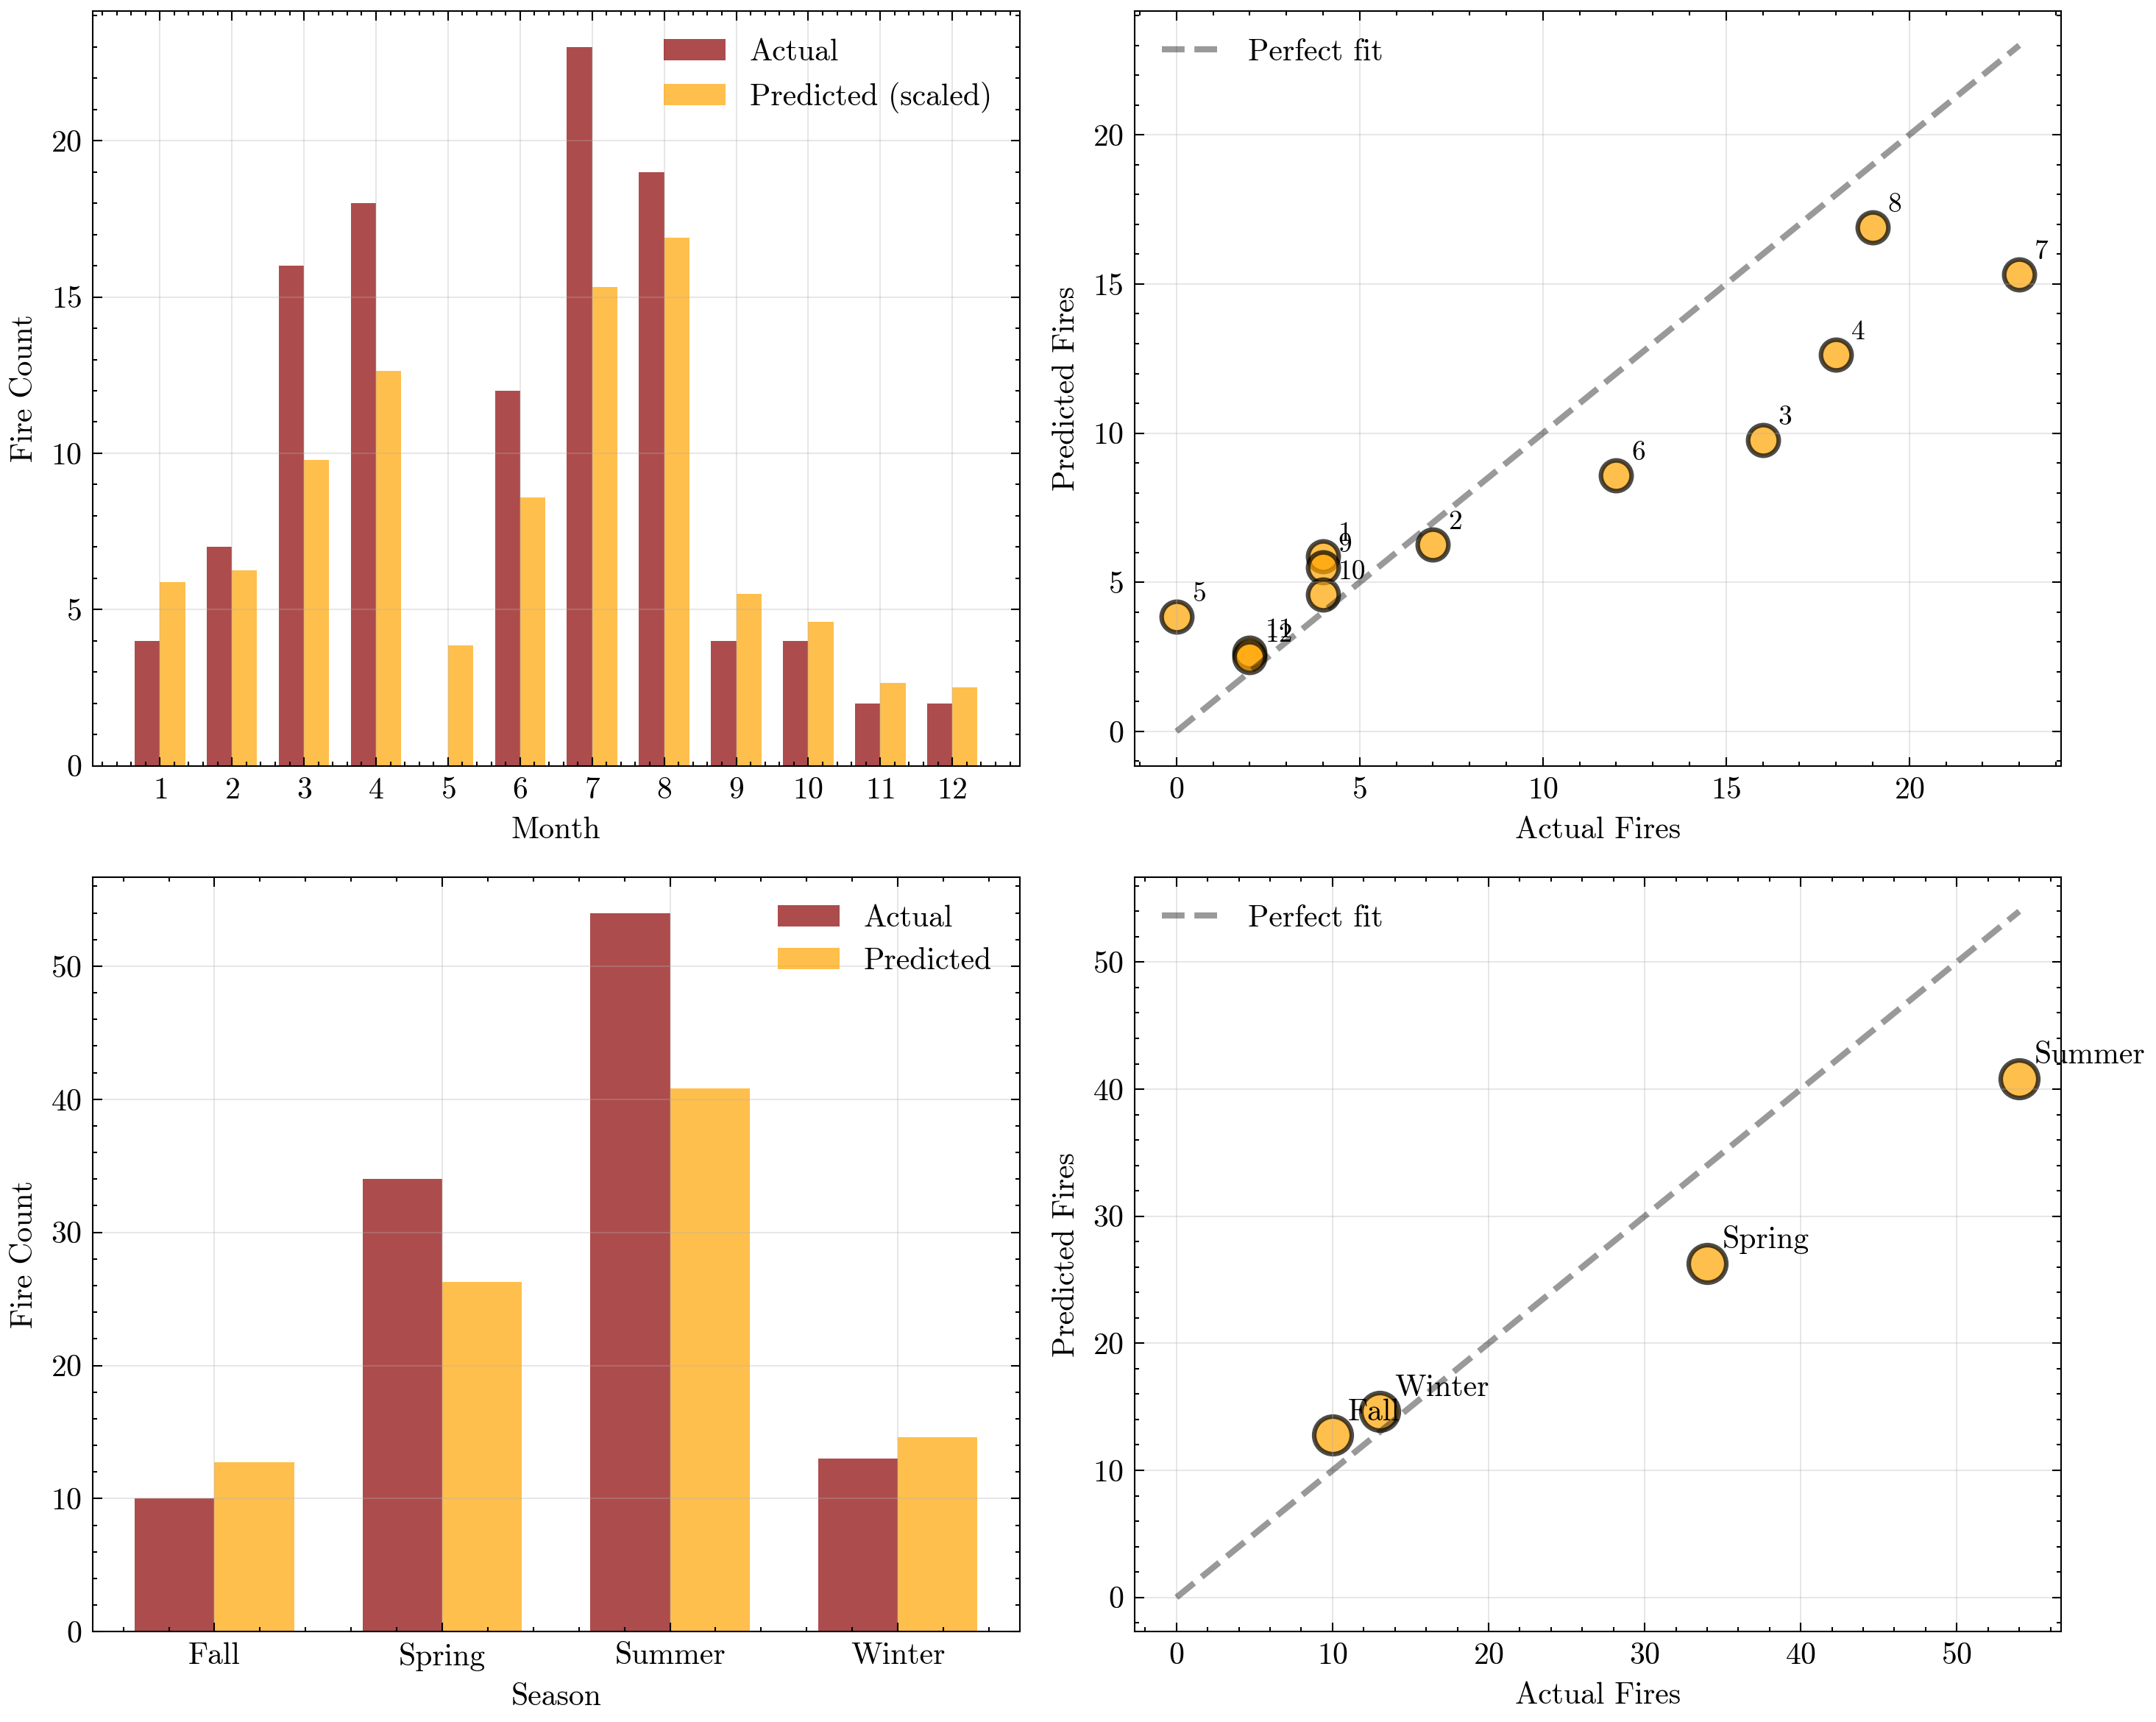 Actual
Predicted (scaled)
20
15
10
5
0
Fire Count
1 2 3 4 5 6 7 8 9 10 11 12
Month
Perfect fit
20
15
10
5
0
Predicted Fires
8
7
4
3
6
2
1
9
10
5
11
12
0 5 10 15 20
Actual Fires
Actual
Predicted
50
40
30
20
10
0
Fire Count
Fall Spring Summer Winter
Season
Perfect fit
50
40
30
20
10
0
Predicted Fires
Summer
Spring
Winter
Fall
0 10 20 30 40 50
Actual Fires